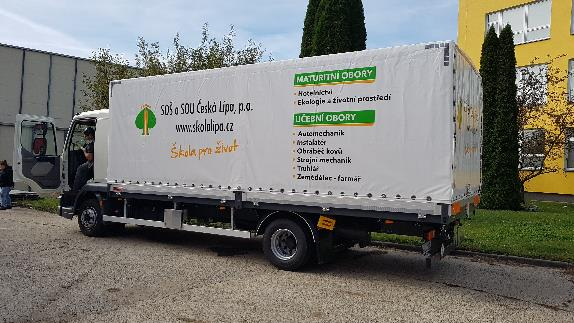 SOŠ a SOU Česká Lípa, p.o.
www.skolalipa.cz
Škola pro život
MATURITNÍ OBORY
• Hotelnictví
• Ekologie a životní prostředí
UČEBNÍ OBORY
• Automechanik
• Instalatér
• Obráběč kovů
• Strojní mechanik
• Truhlář
• Zemědělec - farmář